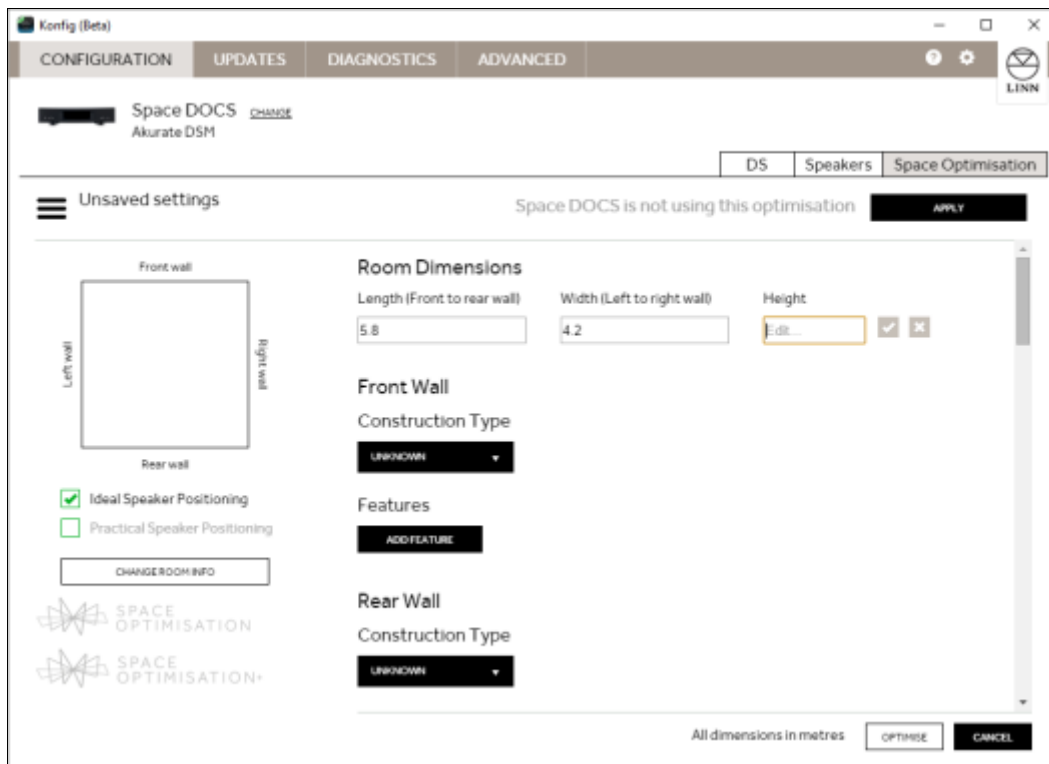 Konfig (Beta)
CONFIGURATION UPDATES DIAGNOSTICS ADVANCED
LINN
Space DOCS CHANGE
Akurate DSM
DS Speakers Space Optimisation
Unsaved settings
Space DOCS is not using this optimisation APPLY
Front wall
Left wall
Right wall
Rear wall
Ideal Speaker Positioning
Practical Speaker Positioning
CHANGE ROOM INFO
SPACE
OPTIMISATION
SPACE
OPTIMISATION+
Room Dimensions
Length (Front to rear wall) Width (Left to right wall) Height
5.8 4.2 Edit...
Front Wall
Construction Type
UNKNOWN
Features
ADD FEATURE
Rear Wall
Construction Type
UNKNOWN
All dimensions in metres OPTIMISE CANCEL